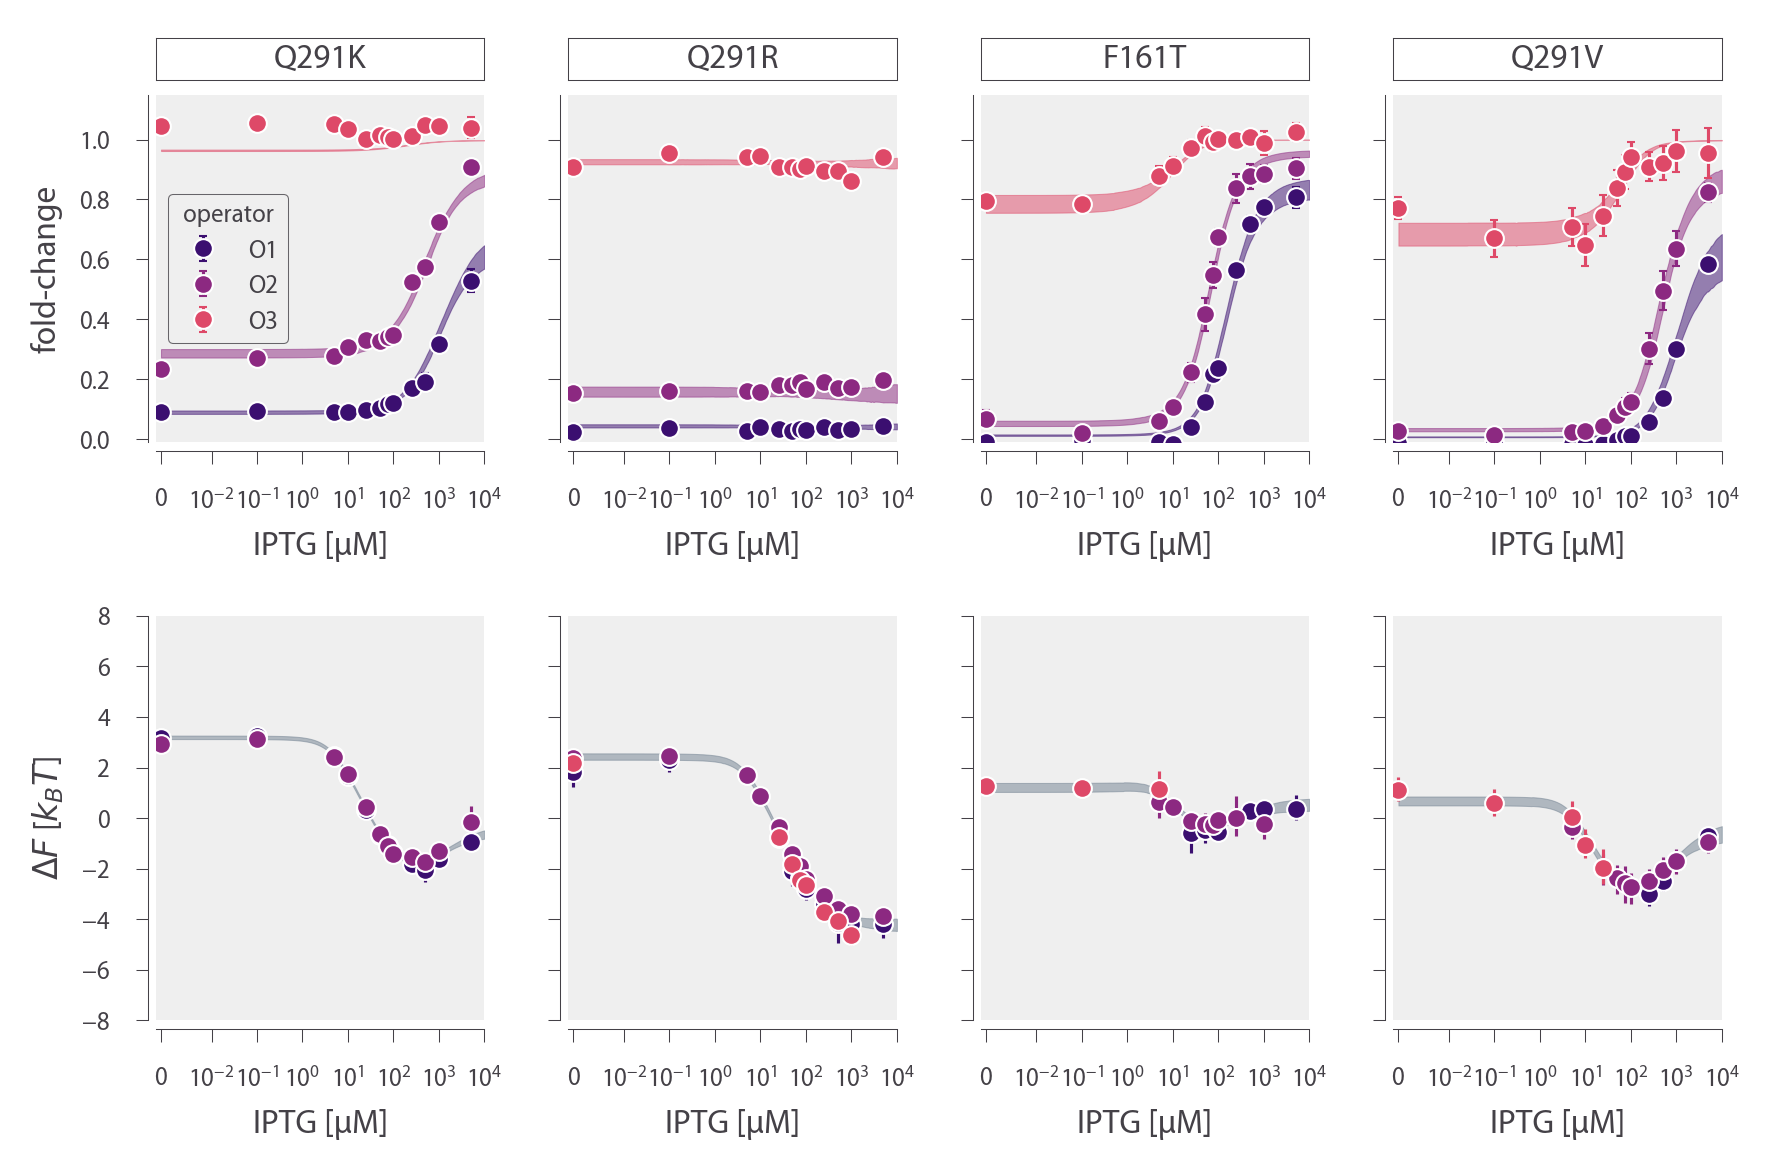 Q291K Q291R F161T Q291V
fold-change
1.0
0.8
0.6
0.4
0.2
0.0
operator
O1
O2
O3
0 10⁻² 10⁻¹ 10⁰ 10¹ 10² 10³ 10⁴ 0 10⁻² 10⁻¹ 10⁰ 10¹ 10² 10³ 10⁴ 0 10⁻² 10⁻¹ 10⁰ 10¹ 10² 10³ 10⁴ 0 10⁻² 10⁻¹ 10⁰ 10¹ 10² 10³ 10⁴
IPTG [µM] IPTG [µM] IPTG [µM] IPTG [µM]
ΔF [k_BT]
8
6
4
2
0
−2
−4
−6
−8
0 10⁻² 10⁻¹ 10⁰ 10¹ 10² 10³ 10⁴ 0 10⁻² 10⁻¹ 10⁰ 10¹ 10² 10³ 10⁴ 0 10⁻² 10⁻¹ 10⁰ 10¹ 10² 10³ 10⁴ 0 10⁻² 10⁻¹ 10⁰ 10¹ 10² 10³ 10⁴
IPTG [µM] IPTG [µM] IPTG [µM] IPTG [µM]